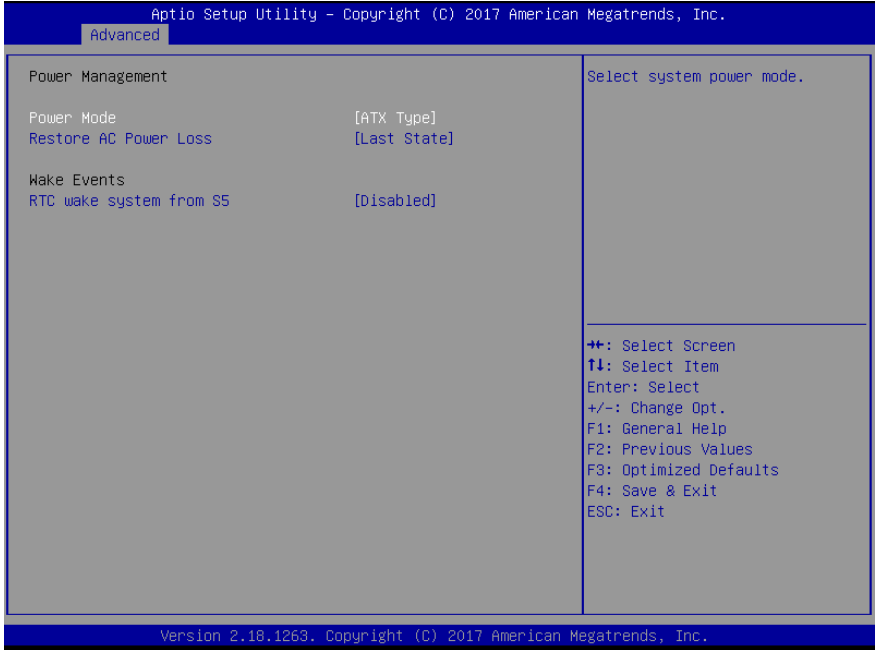 Aptio Setup Utility – Copyright (C) 2017 American Megatrends, Inc.
Advanced
Power Management
Power Mode [ATX Type]
Restore AC Power Loss [Last State]
Wake Events
RTC wake system from S5 [Disabled]
Select system power mode.
→←: Select Screen
↑↓: Select Item
Enter: Select
+/-: Change Opt.
F1: General Help
F2: Previous Values
F3: Optimized Defaults
F4: Save & Exit
ESC: Exit
Version 2.18.1263. Copyright (C) 2017 American Megatrends, Inc.